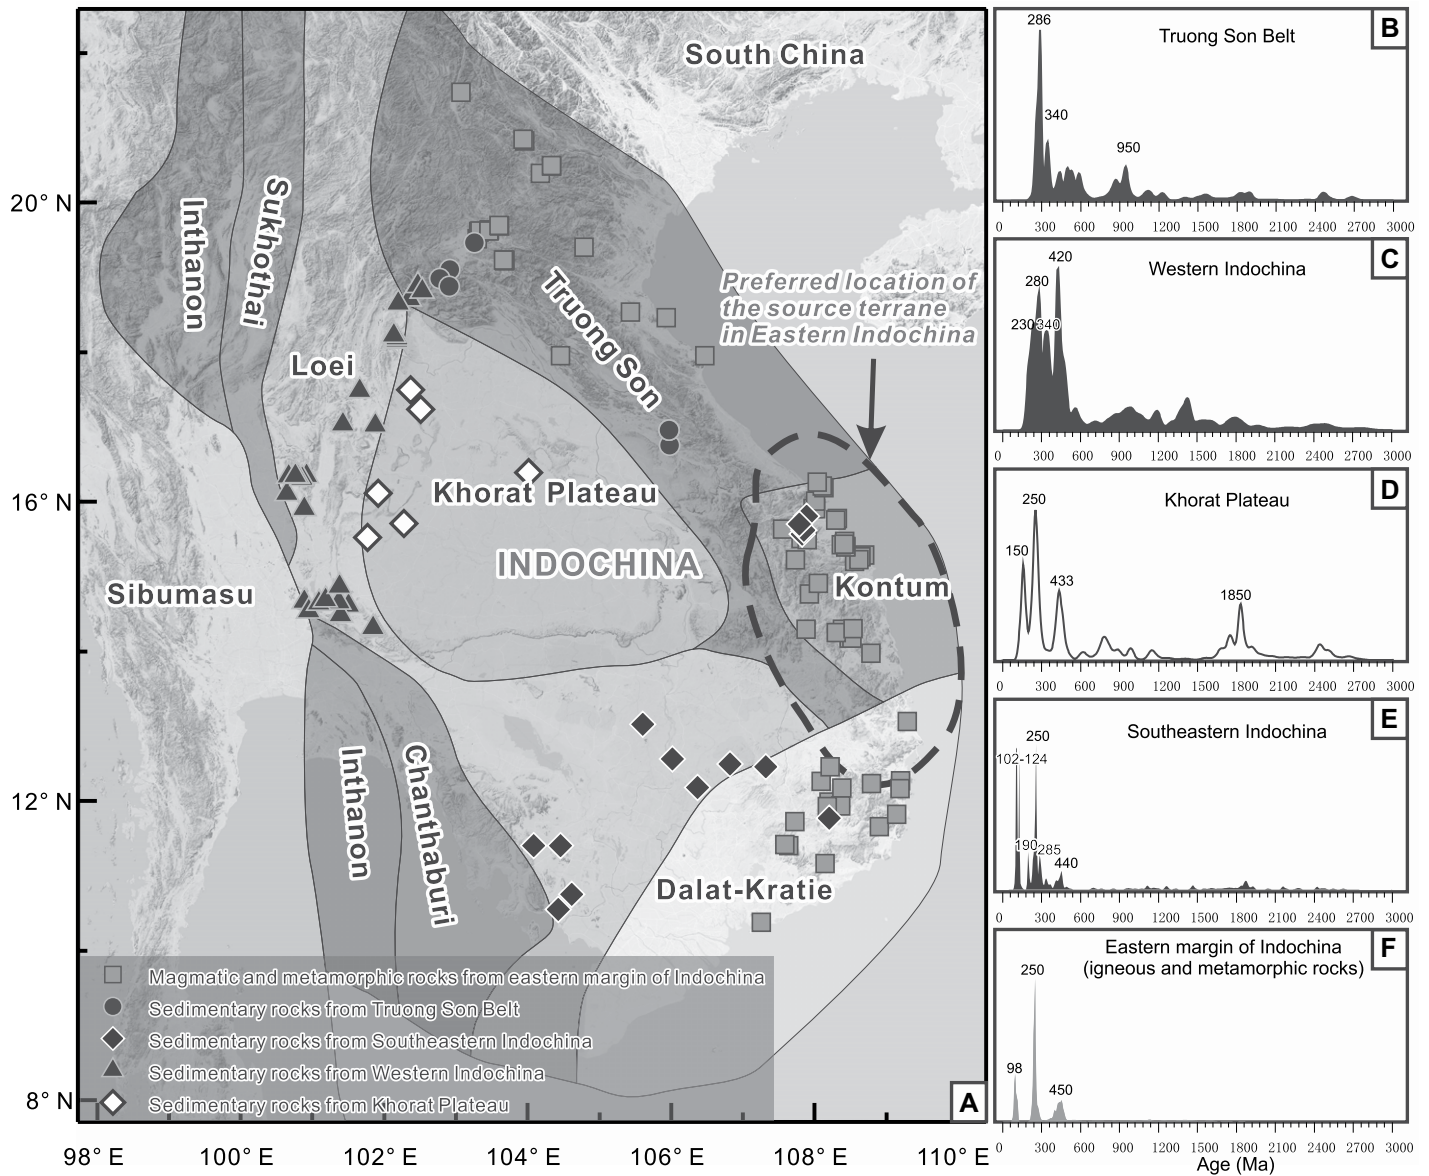 South China
20° N
Inthanon
Sukhothai
Truong Son
Preferred location of
the source terrane
in Eastern Indochina
Loei
Khorat Plateau
16° N
INDOCHINA
Sibumasu
Kontum
Inthanon
Chanthaburi
12° N
Dalat-Kratie
Magmatic and metamorphic rocks from eastern margin of Indochina
Sedimentary rocks from Truong Son Belt
Sedimentary rocks from Southeastern Indochina
Sedimentary rocks from Western Indochina
Sedimentary rocks from Khorat Plateau
8° N
A
98° E 100° E 102° E 104° E 106° E 108° E 110° E
B
Truong Son Belt
286
340
950
0 300 600 900 1200 1500 1800 2100 2400 2700 3000
C
Western Indochina
420
280
230 340
0 300 600 900 1200 1500 1800 2100 2400 2700 3000
D
Khorat Plateau
250
150
433
1850
0 300 600 900 1200 1500 1800 2100 2400 2700 3000
E
Southeastern Indochina
250
102-124
190 285
440
0 300 600 900 1200 1500 1800 2100 2400 2700 3000
F
Eastern margin of Indochina
(igneous and metamorphic rocks)
250
98
450
0 300 600 900 1200 1500 1800 2100 2400 2700 3000
Age (Ma)